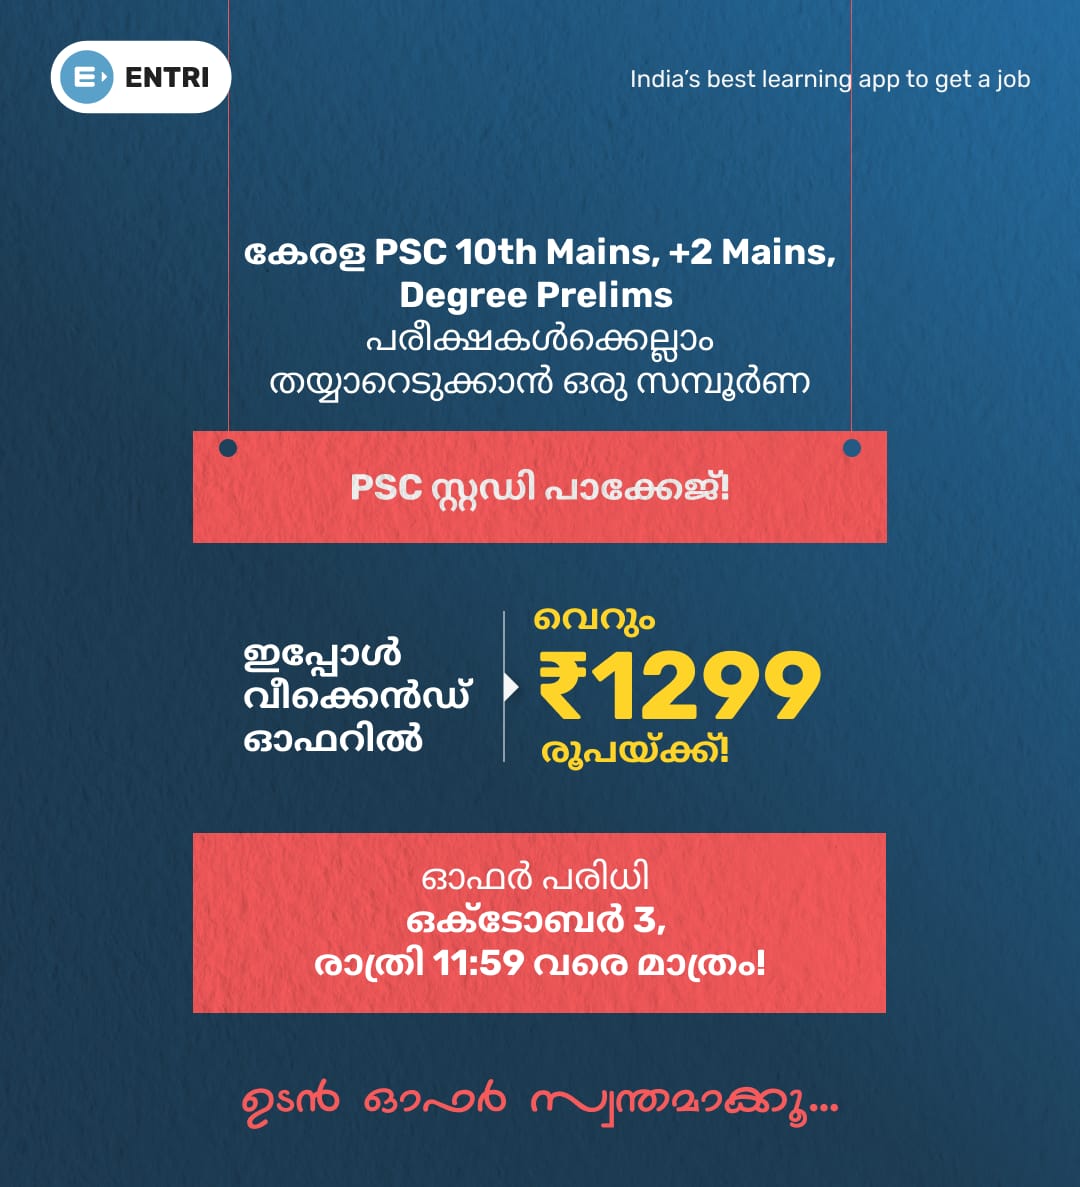 ENTRI
India's best learning app to get a job
കേരള PSC 10th Mains, +2 Mains,
Degree Prelims
പരീക്ഷകൾക്കെല്ലാം
തയ്യാറെടുക്കാൻ ഒരു സമ്പൂർണ
PSC സ്റ്റഡി പാക്കേജ്!
ഇപ്പോൾ
വീക്കെൻഡ്
ഓഫറിൽ
വെറും
₹1299
രൂപയ്ക്ക്!
ഓഫർ പരിധി
ഒക്ടോബർ 3,
രാത്രി 11:59 വരെ മാത്രം!
ഉടൻ ഓഫർ സ്വന്തമാക്കൂ...